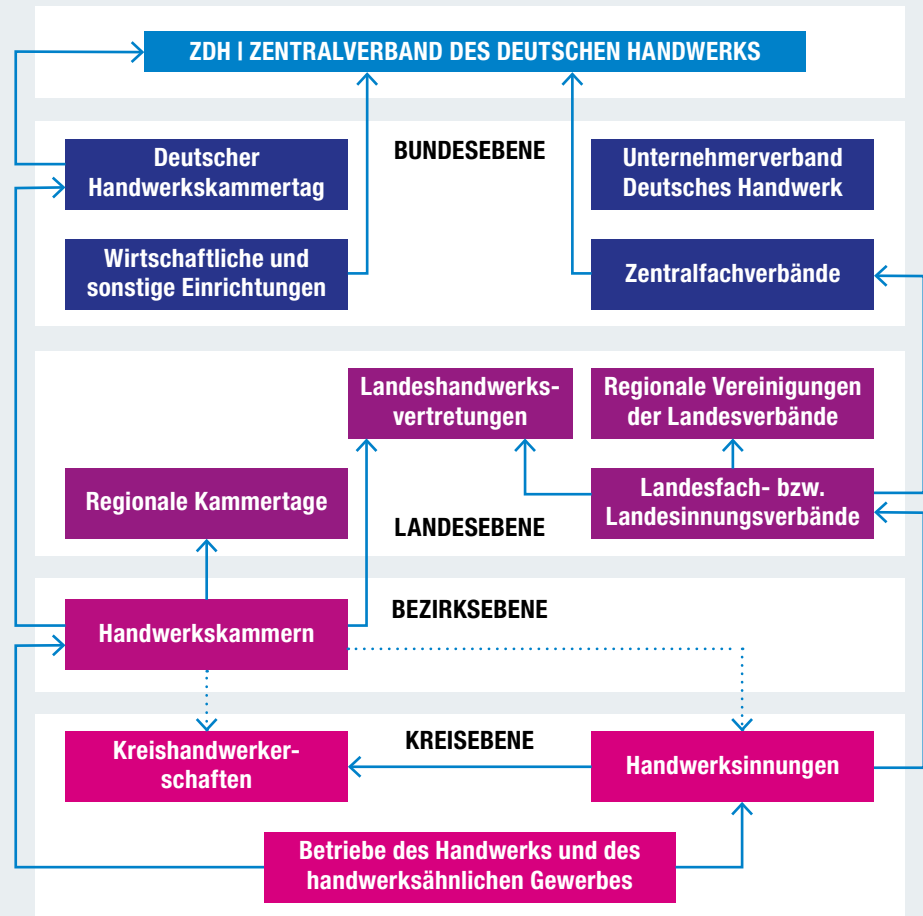 ZDH I ZENTRALVERBAND DES DEUTSCHEN HANDWERKS
BUNDESEBENE
Deutscher
Handwerkskammertag
Unternehmerverband
Deutsches Handwerk
Wirtschaftliche und
sonstige Einrichtungen
Zentralfachverbände
Landeshandwerks-
vertretungen
Regionale Vereinigungen
der Landesverbände
Regionale Kammertage
Landesfach- bzw.
Landesinnungsverbände
LANDESEBENE
BEZIRKSEBENE
Handwerkskammern
KREISEBENE
Kreishandwerker-
schaften
Handwerksinnungen
Betriebe des Handwerks und des
handwerksähnlichen Gewerbes